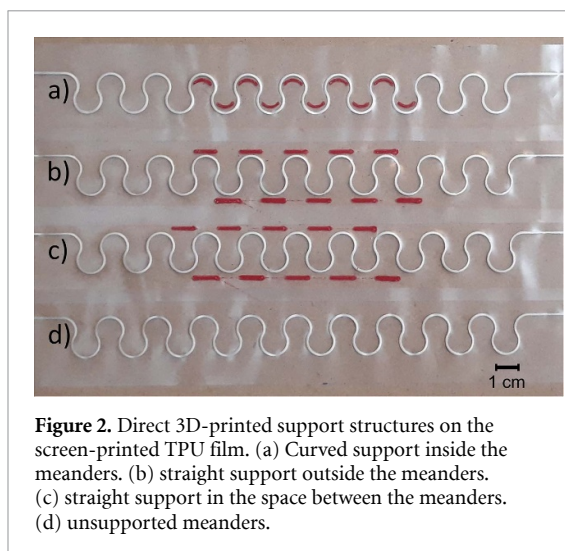 a)
b)
c)
d)
1 cm
Figure 2. Direct 3D-printed support structures on the
screen-printed TPU film. (a) Curved support inside the
meanders. (b) straight support outside the meanders.
(c) straight support in the space between the meanders.
(d) unsupported meanders.